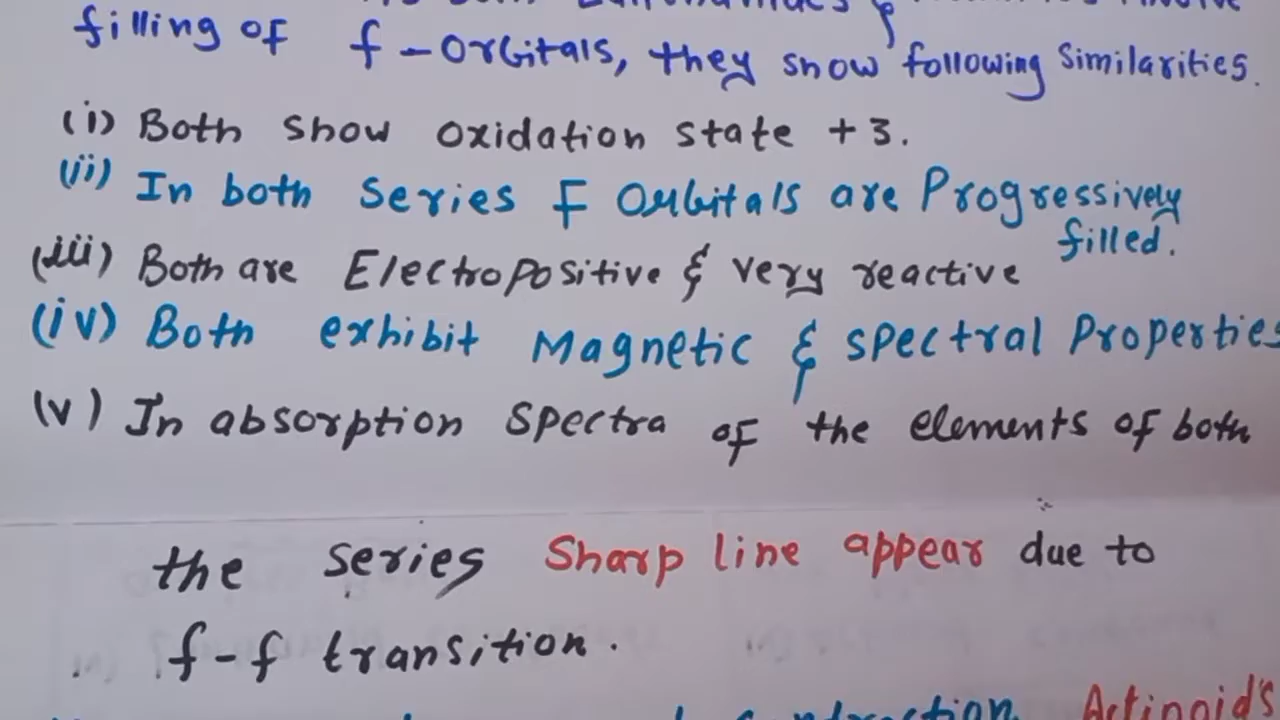 filling of f-orbitals, they show following Similarities.
(i) Both show oxidation state +3.
(ii) In both series F Orbitals are Progressively
filled.
(iii) Both are Electropositive & very reactive
(iv) Both exhibit Magnetic & spectral Properties
(v) In absorption Spectra of the elements of both
the series Sharp line appear due to
f-f transition.
Actinoid's